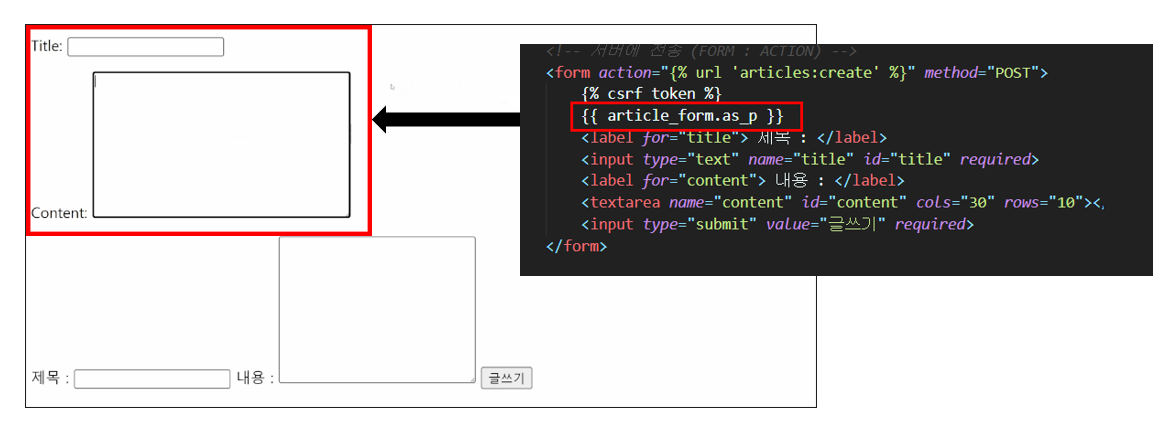 Title:
Content:
제목 :
내용 :
글쓰기
<!-- 서버에 전송 (FORM : ACTION) -->
<form action="{% url 'articles:create' %}" method="POST">
{% csrf_token %}
{{ article_form.as_p }}
<label for="title"> 제목 : </label>
<input type="text" name="title" id="title" required>
<label for="content"> 내용 : </label>
<textarea name="content" id="content" cols="30" rows="10"><
<input type="submit" value="글쓰기" required>
</form>